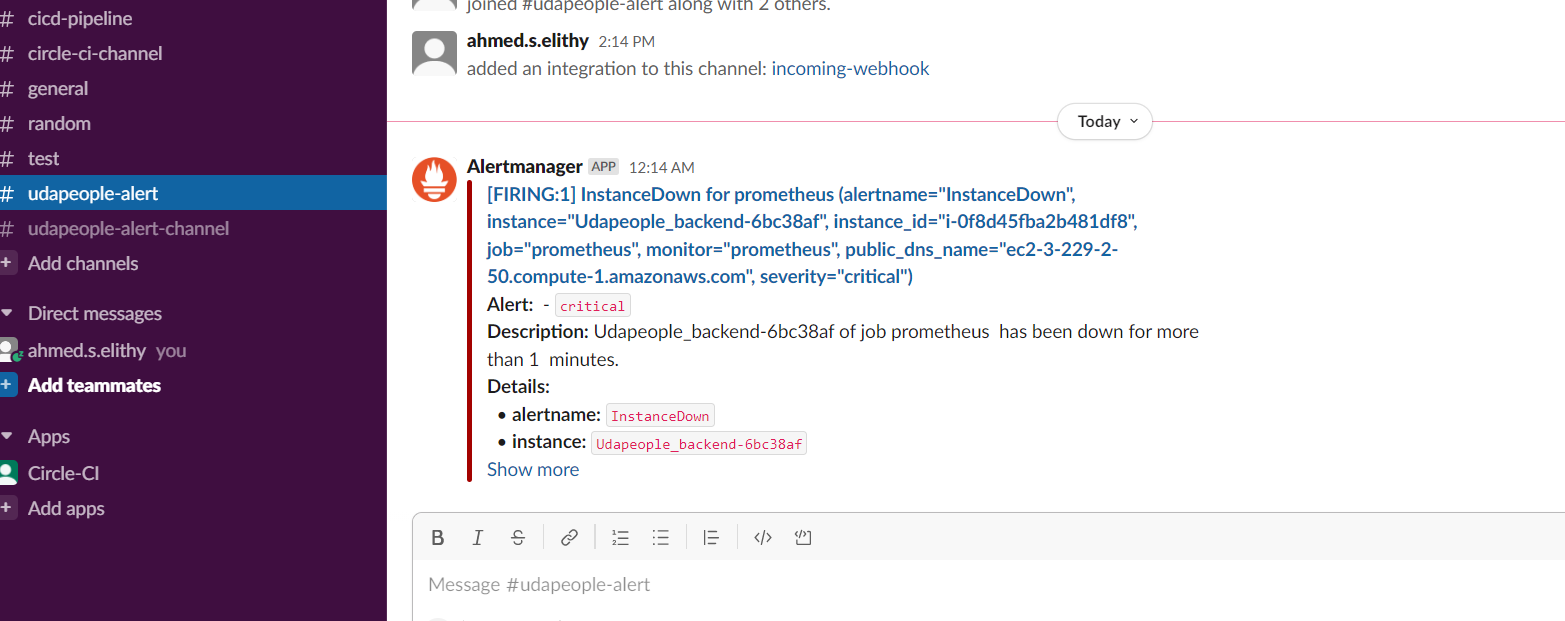 # cicd-pipeline
# circle-ci-channel
# general
# random
# test
# udapeople-alert
# udapeople-alert-channel
+ Add channels
Direct messages
ahmed.s.elithy you
+ Add teammates
Apps
Circle-CI
+ Add apps
joined #udapeople-alert along with 2 others.
ahmed.s.elithy 2:14 PM
added an integration to this channel: incoming-webhook
Today
Alertmanager APP 12:14 AM
[FIRING:1] InstanceDown for prometheus (alertname="InstanceDown",
instance="Udapeople_backend-6bc38af", instance_id="i-0f8d45fba2b481df8",
job="prometheus", monitor="prometheus", public_dns_name="ec2-3-229-2-
50.compute-1.amazonaws.com", severity="critical")
Alert: - critical
Description: Udapeople_backend-6bc38af of job prometheus has been down for more
than 1 minutes.
Details:
• alertname: InstanceDown
• instance: Udapeople_backend-6bc38af
Show more
Message #udapeople-alert